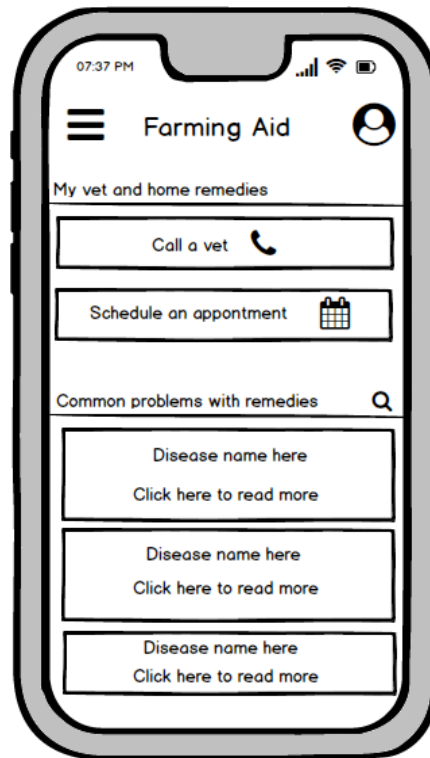 07:37 PM
Farming Aid
My vet and home remedies
Call a vet
Schedule an appontment
Common problems with remedies
Disease name here
Click here to read more
Disease name here
Click here to read more
Disease name here
Click here to read more